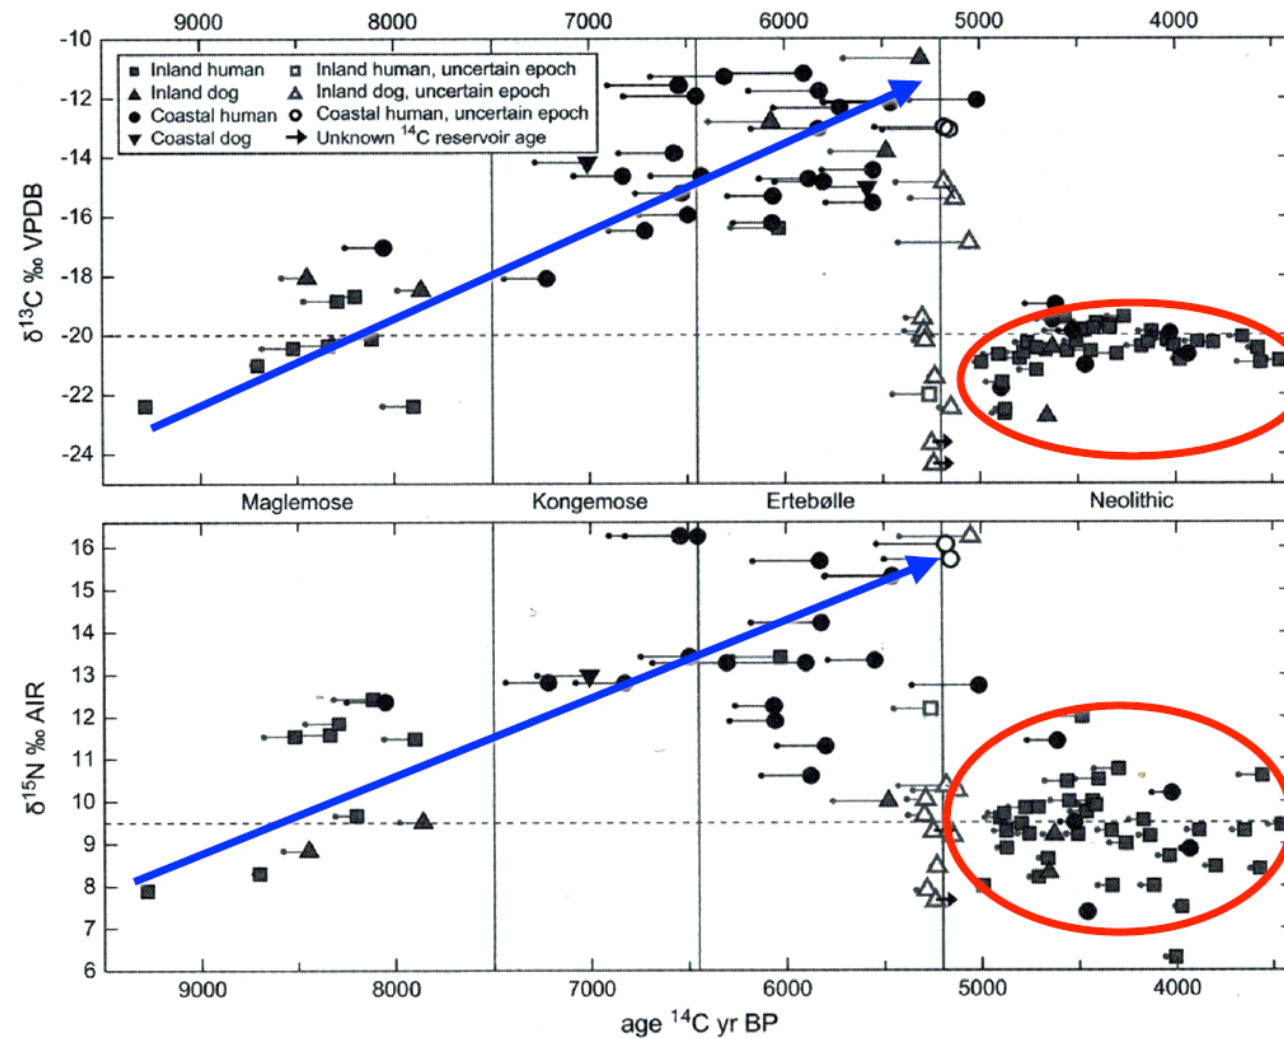 9000 8000 7000 6000 5000 4000
-10
-12
-14
-16
-18
-20
-22
-24
δ¹³C ‰ VPDB
Inland human
Inland dog
Coastal human
Coastal dog
Inland human, uncertain epoch
Inland dog, uncertain epoch
Coastal human, uncertain epoch
Unknown ¹⁴C reservoir age
Maglemose Kongemose Ertebølle Neolithic
16
15
14
13
12
11
10
9
8
7
6
δ¹⁵N ‰ AIR
9000 8000 7000 6000 5000 4000
age ¹⁴C yr BP